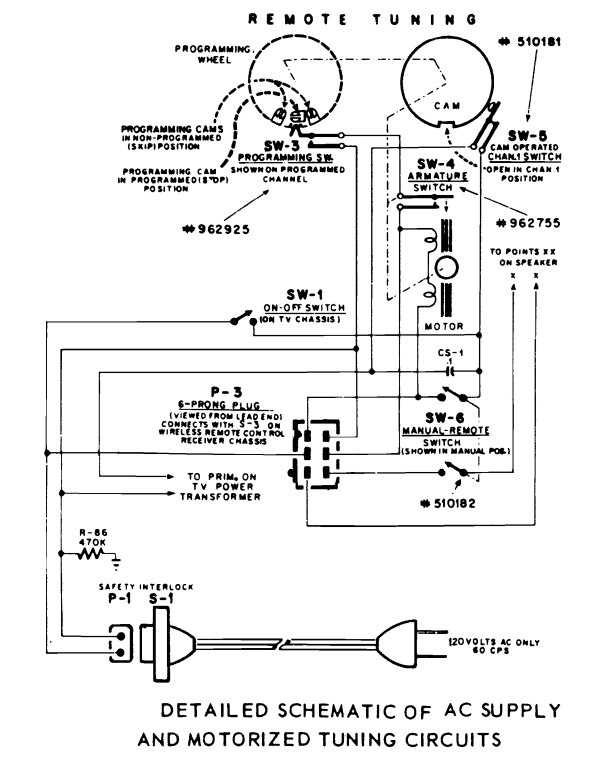 REMOTE TUNING
PROGRAMMING
WHEEL
# 510181
CAM
PROGRAMMING CAMS
IN NON-PROGRAMMED
(SKIP) POSITION
PROGRAMMING CAM
IN PROGRAMMED (STOP)
POSITION
SW-3
PROGRAMMING SW.
SHOWN ON PROGRAMMED
CHANNEL
# 962925
SW-5
CAM OPERATED
CHAN.1 SWITCH
*OPEN IN CHAN. 1
POSITION
SW-4
ARMATURE
SWITCH
# 962755
TO POINTS XX
ON SPEAKER
X X
MOTOR
SW-1
ON-OFF SWITCH
(ON TV CHASSIS)
CS-1
.1
P-3
6-PRONG PLUG
(VIEWED FROM LEAD END)
CONNECTS WITH S-3 ON
WIRELESS REMOTE CONTROL
RECEIVER CHASSIS
SW-6
MANUAL-REMOTE
SWITCH
(SHOWN IN MANUAL POS.)
# 510182
TO PRIM. ON
TV POWER
TRANSFORMER
R-86
470K
SAFETY INTERLOCK
P-1 S-1
120 VOLTS AC ONLY
60 CPS
DETAILED SCHEMATIC OF AC SUPPLY
AND MOTORIZED TUNING CIRCUITS